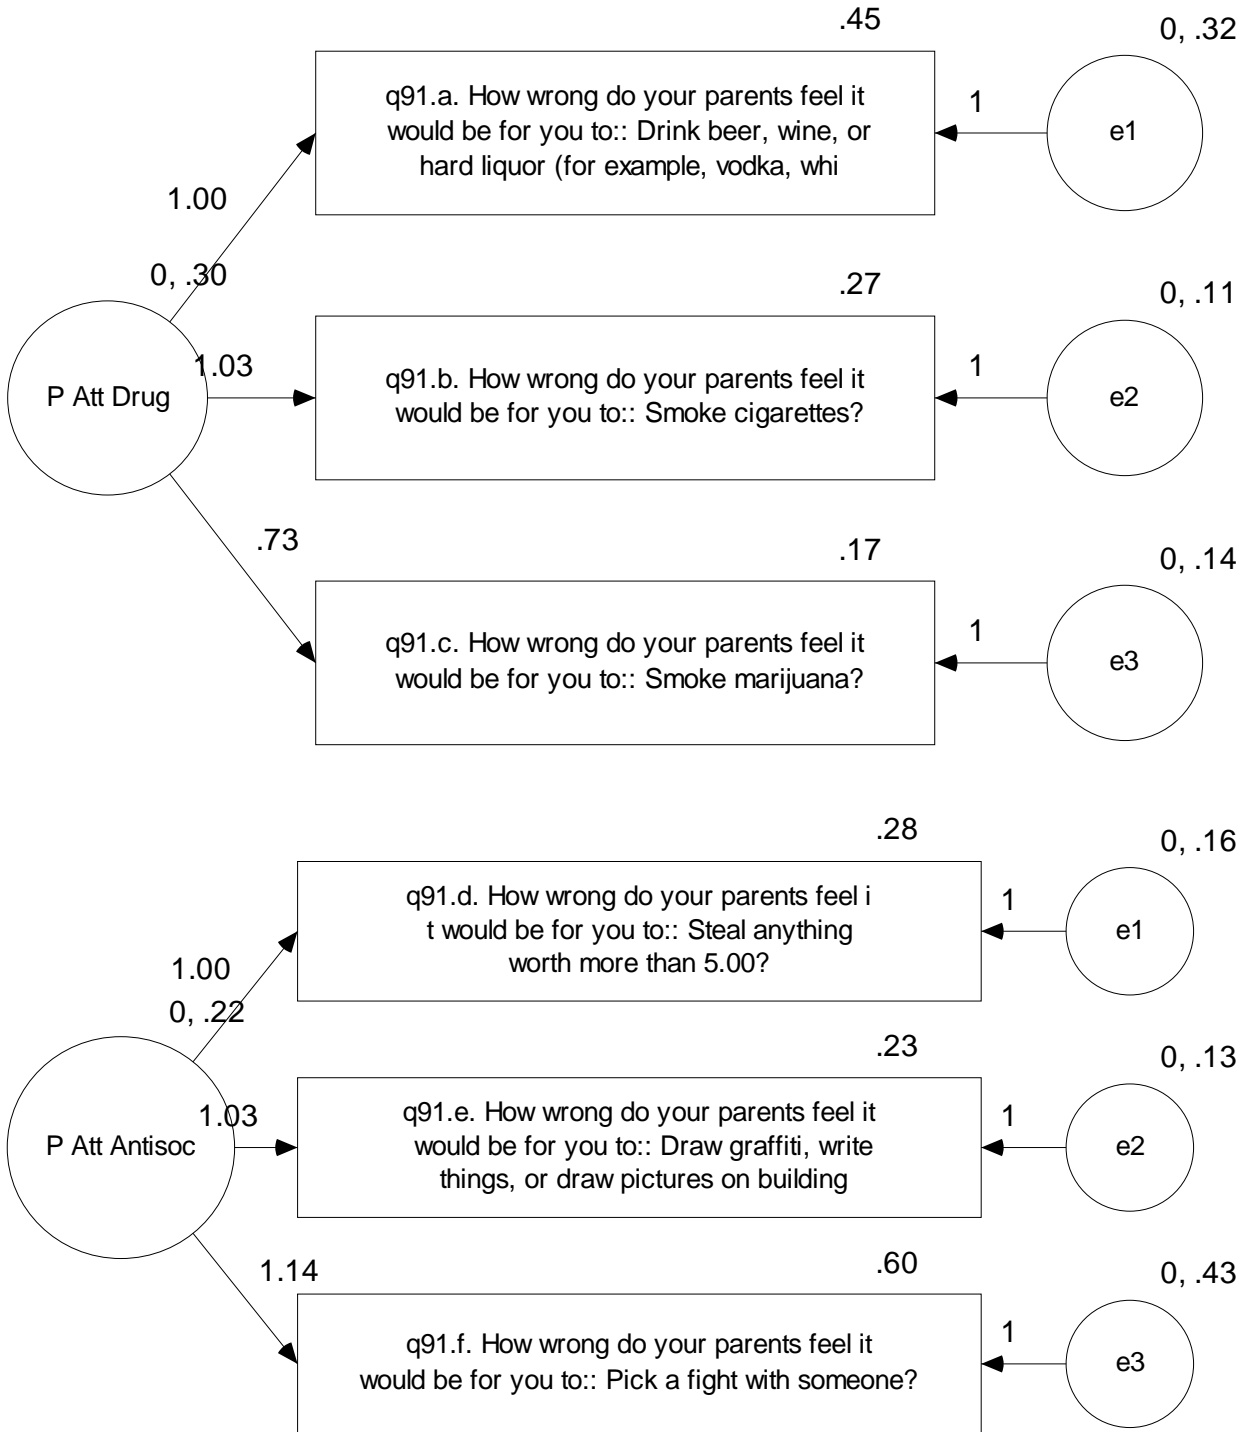 .45
0, .32
q91.a. How wrong do your parents feel it
would be for you to:: Drink beer, wine, or
hard liquor (for example, vodka, whi
1
e1
1.00
0, .30
.27
0, .11
P Att Drug
1.03
q91.b. How wrong do your parents feel it
would be for you to:: Smoke cigarettes?
1
e2
.73
.17
0, .14
q91.c. How wrong do your parents feel it
would be for you to:: Smoke marijuana?
1
e3
.28
0, .16
q91.d. How wrong do your parents feel i
t would be for you to:: Steal anything
worth more than 5.00?
1
e1
1.00
0, .22
.23
0, .13
P Att Antisoc
1.03
q91.e. How wrong do your parents feel it
would be for you to:: Draw graffiti, write
things, or draw pictures on building
1
e2
1.14
.60
0, .43
q91.f. How wrong do your parents feel it
would be for you to:: Pick a fight with someone?
1
e3